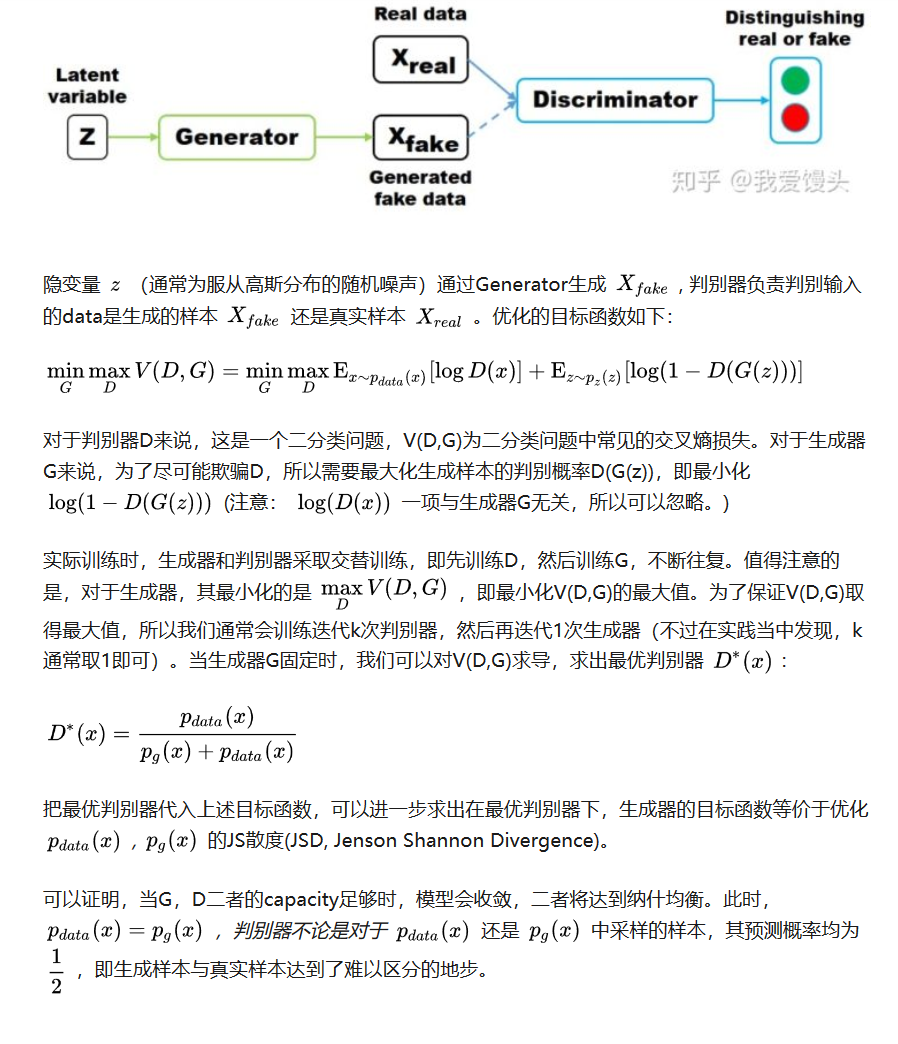 Real data
Distinguishing
real or fake
Latent
variable
X_real
Z
Generator
X_fake
Discriminator
Generated
fake data
知乎 @我爱馒头
隐变量 z （通常为服从高斯分布的随机噪声）通过Generator生成 X_{fake} , 判别器负责判别输入
的data是生成的样本 X_{fake} 还是真实样本 X_{real} 。优化的目标函数如下：
\min_G \max_D V(D, G) = \min_G \max_D E_{x∼p_{data}(x)}[log D(x)] + E_{z∼p_z(z)}[log(1 − D(G(z)))]
对于判别器D来说，这是一个二分类问题，V(D,G)为二分类问题中常见的交叉熵损失。对于生成器
G来说，为了尽可能欺骗D，所以需要最大化生成样本的判别概率D(G(z))，即最小化
log(1 − D(G(z))) (注意： log(D(x)) 一项与生成器G无关，所以可以忽略。)
实际训练时，生成器和判别器采取交替训练，即先训练D，然后训练G，不断往复。值得注意的
是，对于生成器，其最小化的是 \max_D V(D, G) ，即最小化V(D,G)的最大值。为了保证V(D,G)取
得最大值，所以我们通常会训练迭代k次判别器，然后再迭代1次生成器（不过在实践当中发现，k
通常取1即可）。当生成器G固定时，我们可以对V(D,G)求导，求出最优判别器 D^*(x) :
D^*(x) = \frac{p_{data}(x)}{p_g(x) + p_{data}(x)}
把最优判别器代入上述目标函数，可以进一步求出在最优判别器下，生成器的目标函数等价于优化
p_{data}(x) , p_g(x) 的JS散度(JSD, Jenson Shannon Divergence)。
可以证明，当G，D二者的capacity足够时，模型会收敛，二者将达到纳什均衡。此时，
p_{data}(x) = p_g(x) ，判别器不论是对于 p_{data}(x) 还是 p_g(x) 中采样的样本，其预测概率均为
\frac{1}{2} ，即生成样本与真实样本达到了难以区分的地步。